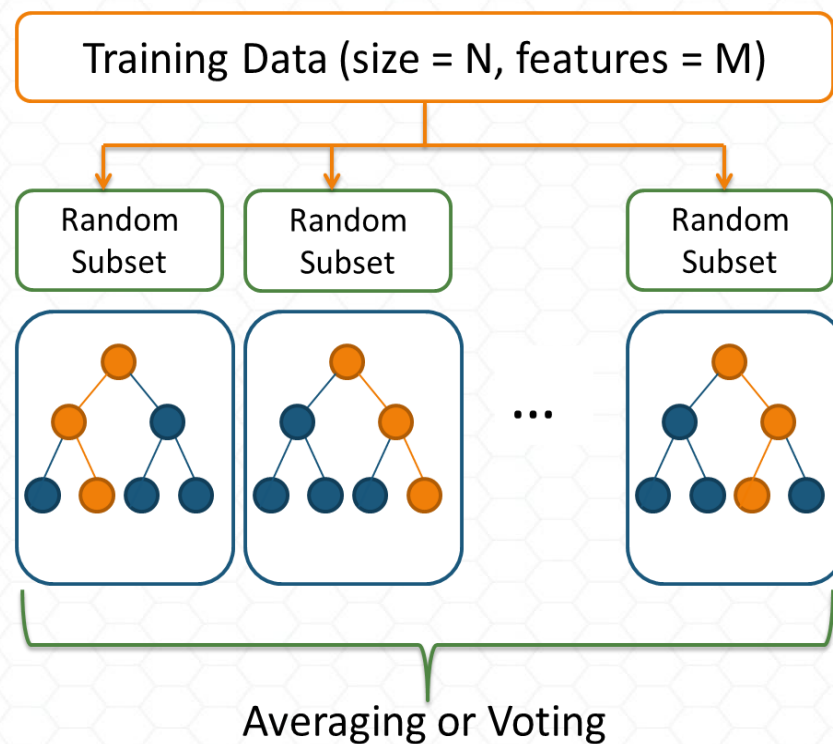 Training Data (size = N, features = M)
Random
Subset
Random
Subset
Random
Subset
...
Averaging or Voting